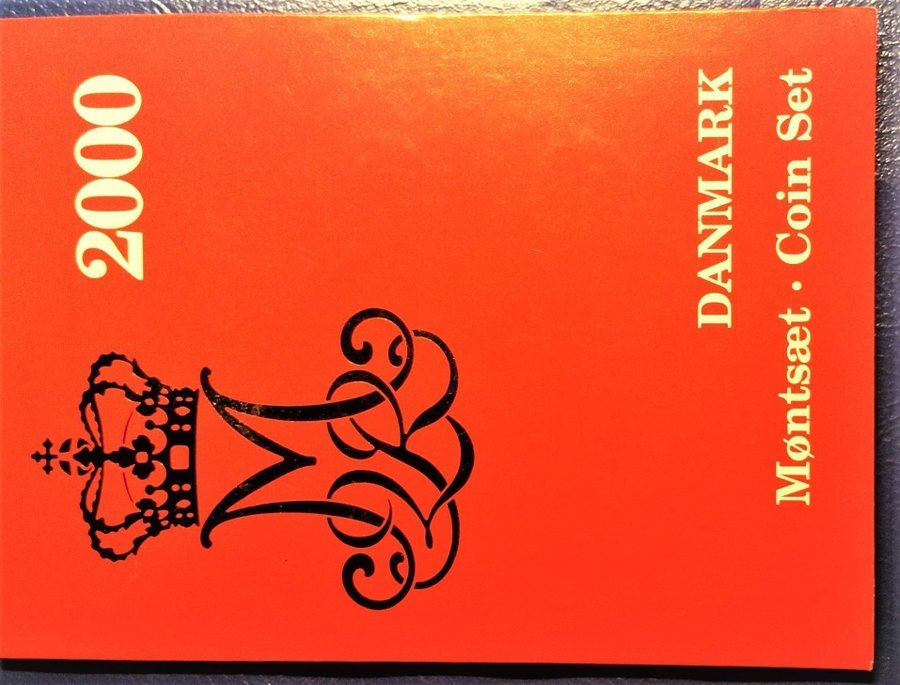 2000
DANMARK
Møntsæt · Coin Set